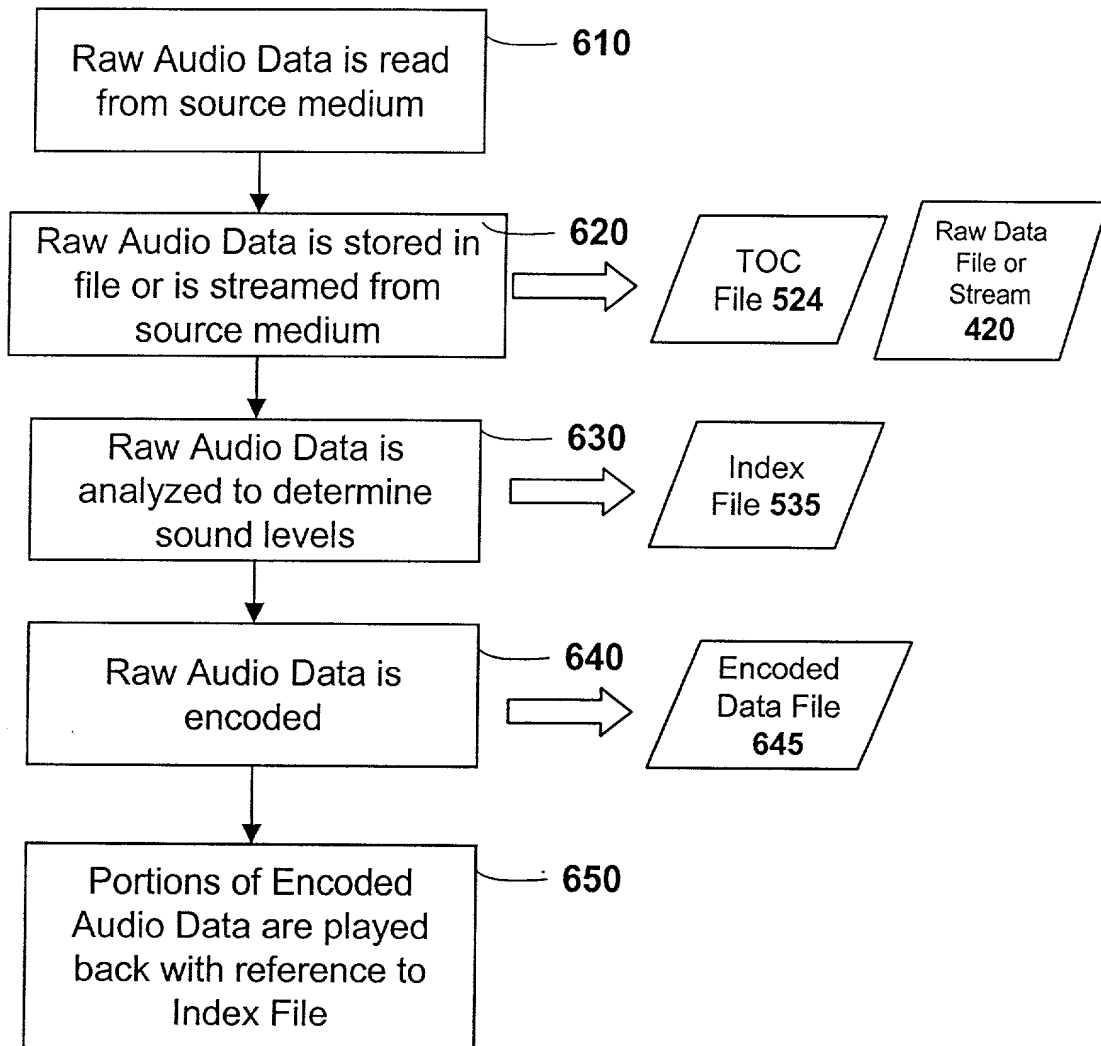 Raw Audio Data is read
from source medium
610
Raw Audio Data is stored in
file or is streamed from
source medium
620
TOC
File 524
Raw Data
File or
Stream
420
Raw Audio Data is
analyzed to determine
sound levels
630
Index
File 535
Raw Audio Data is
encoded
640
Encoded
Data File
645
Portions of Encoded
Audio Data are played
back with reference to
Index File
650